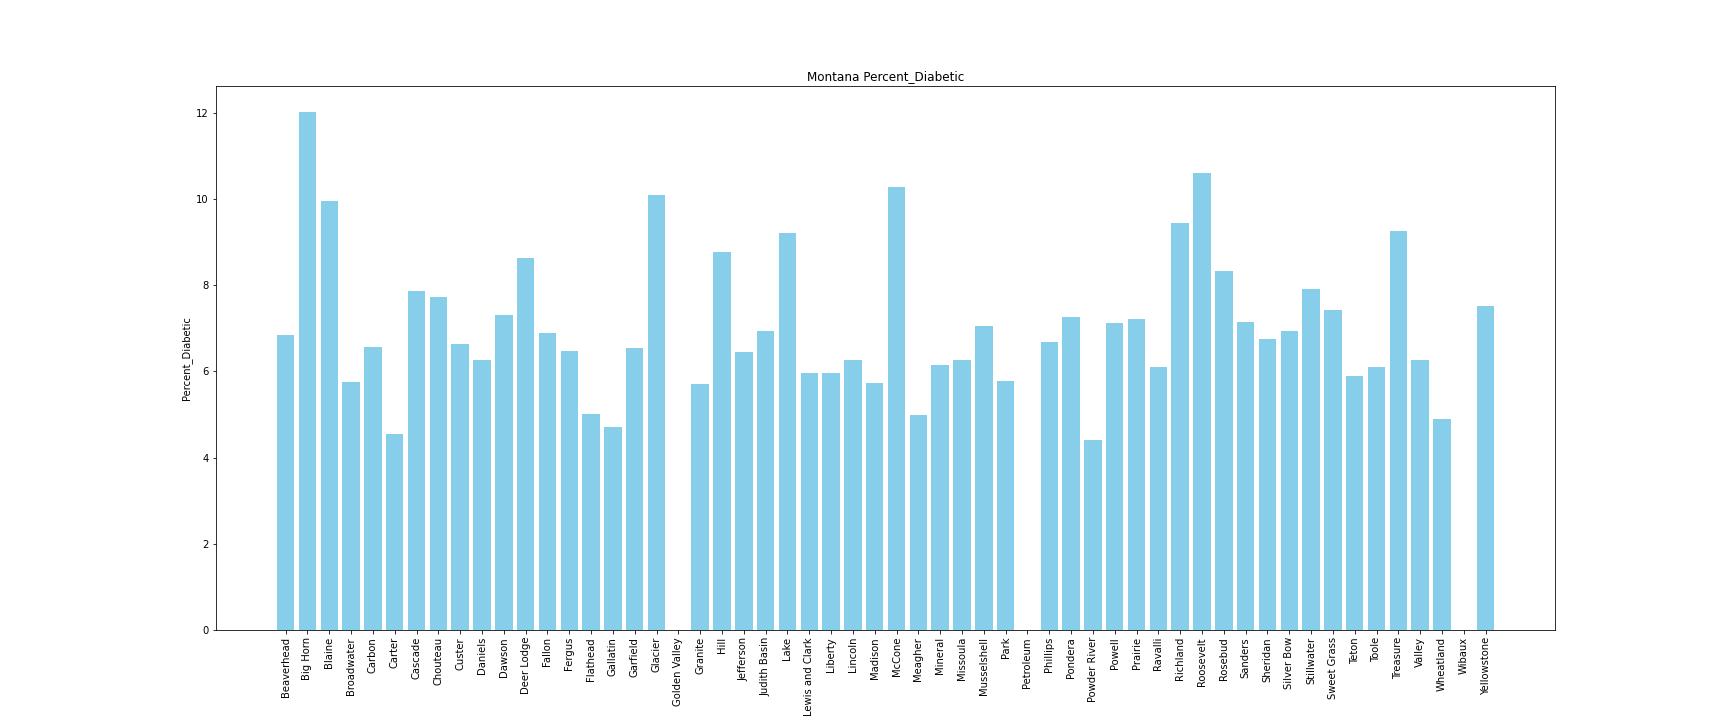 Montana Percent_Diabetic
Percent_Diabetic
12
10
8
6
4
2
0
Beaverhead
Big Horn
Blaine
Broadwater
Carbon
Carter
Cascade
Chouteau
Custer
Daniels
Dawson
Deer Lodge
Fallon
Fergus
Flathead
Gallatin
Garfield
Glacier
Golden Valley
Granite
Hill
Jefferson
Judith Basin
Lake
Lewis and Clark
Liberty
Lincoln
Madison
McCone
Meagher
Mineral
Missoula
Musselshell
Park
Petroleum
Phillips
Pondera
Powder River
Powell
Prairie
Ravalli
Richland
Roosevelt
Rosebud
Sanders
Sheridan
Silver Bow
Stillwater
Sweet Grass
Teton
Toole
Treasure
Valley
Wheatland
Wibaux
Yellowstone